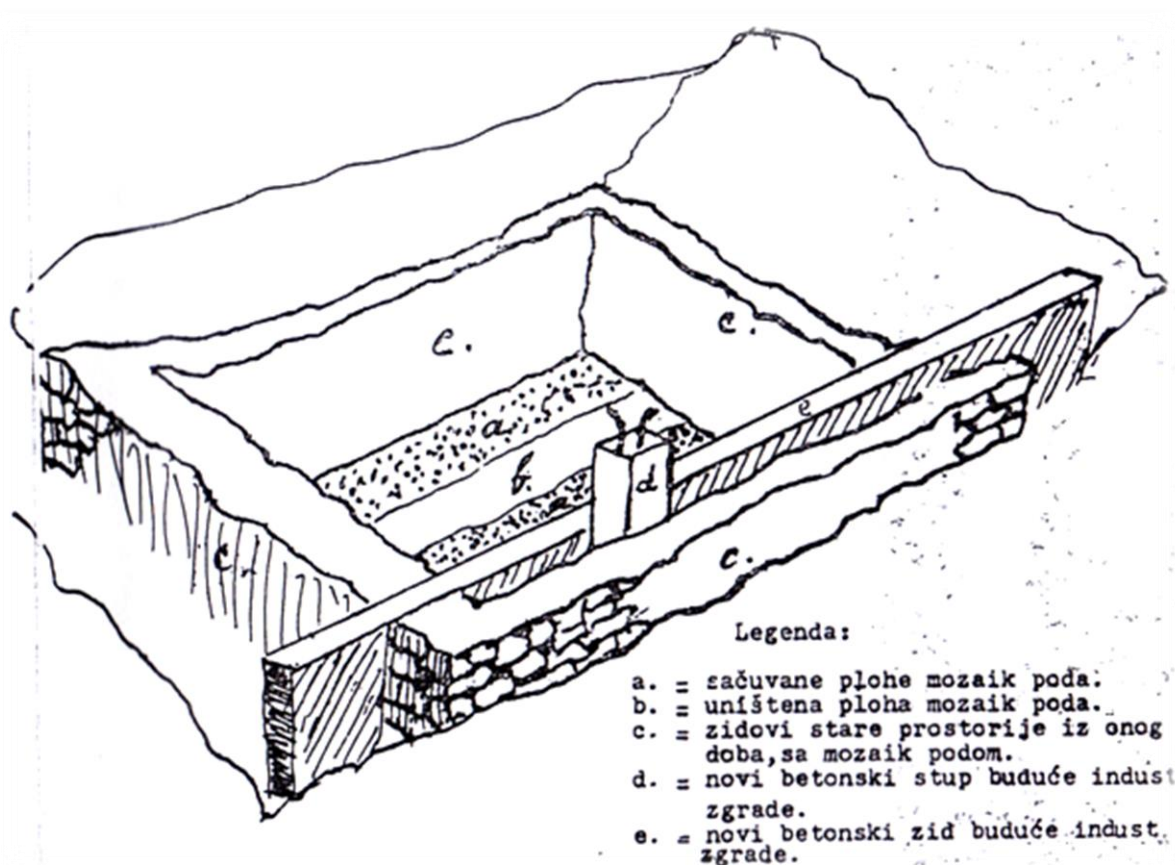 c.
c.
e
a.
b.
a
d
c.
c.
Legenda:
a. = sačuvane plohe mozaik poda.
b. = uništena ploha mozaik poda.
c. = zidovi stare prostorije iz onog
doba,sa mozaik podom.
d. = novi betonski stup buduće indust
zgrade.
e. = novi betonski zid buduće indust.
zgrade.